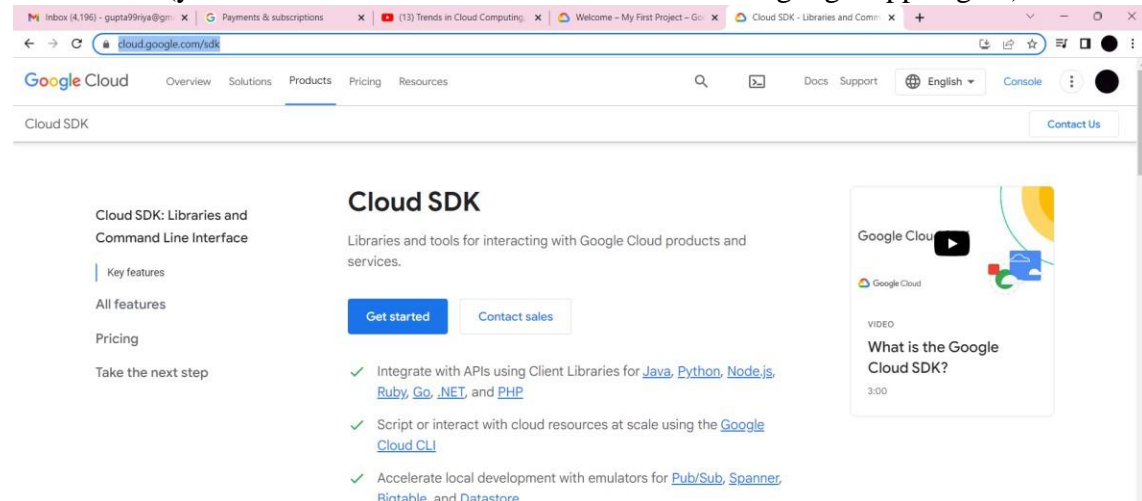 Inbox (4,196) - gupta99riya@gm
Payments & subscriptions
(13) Trends in Cloud Computing.
Welcome – My First Project – Goo
Cloud SDK - Libraries and Comm
cloud.google.com/sdk
Google Cloud
Overview
Solutions
Products
Pricing
Resources
Docs
Support
English
Console
Cloud SDK
Contact Us
Cloud SDK: Libraries and
Command Line Interface
Key features
All features
Pricing
Take the next step
Cloud SDK
Libraries and tools for interacting with Google Cloud products and
services.
Get started
Contact sales
Integrate with APIs using Client Libraries for Java, Python, Node.js,
Ruby, Go, .NET, and PHP
Script or interact with cloud resources at scale using the Google
Cloud CLI
Accelerate local development with emulators for Pub/Sub, Spanner,
Bigtable, and Datastore
Google Clou
Google Cloud
VIDEO
What is the Google
Cloud SDK?
3:00